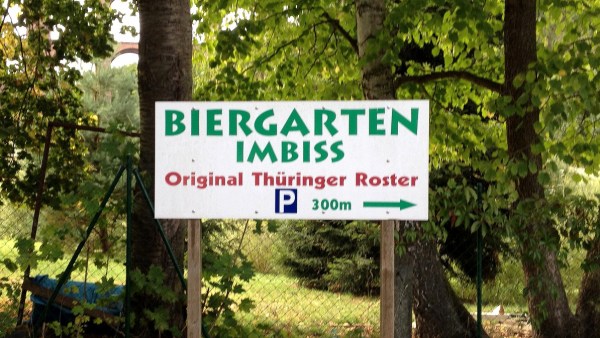 BIERGARTEN
IMBISS
Original Thüringer Roster
P 300m